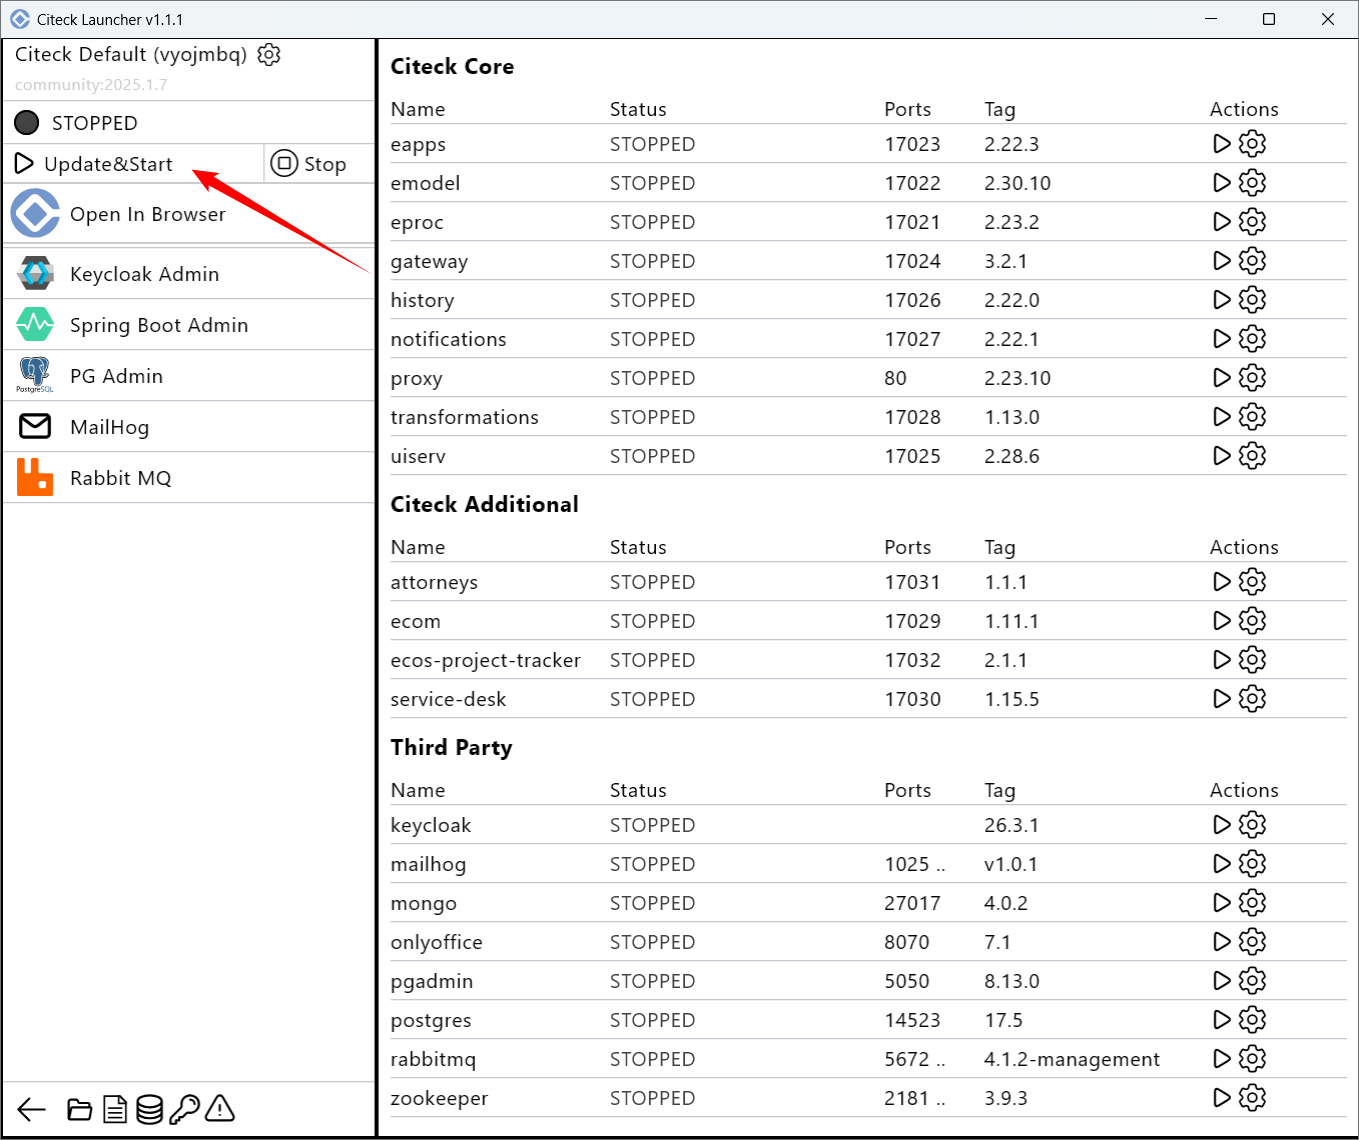 Citeck Launcher v1.1.1
Citeck Default (vyojmbq)
community:2025.1.7
STOPPED
Update&Start
Stop
Open In Browser
Keycloak Admin
Spring Boot Admin
PostgreSQL
PG Admin
MailHog
Rabbit MQ
Citeck Core
Name Status Ports Tag Actions
eapps STOPPED 17023 2.22.3
emodel STOPPED 17022 2.30.10
eproc STOPPED 17021 2.23.2
gateway STOPPED 17024 3.2.1
history STOPPED 17026 2.22.0
notifications STOPPED 17027 2.22.1
proxy STOPPED 80 2.23.10
transformations STOPPED 17028 1.13.0
uiserv STOPPED 17025 2.28.6
Citeck Additional
Name Status Ports Tag Actions
attorneys STOPPED 17031 1.1.1
ecom STOPPED 17029 1.11.1
ecos-project-tracker STOPPED 17032 2.1.1
service-desk STOPPED 17030 1.15.5
Third Party
Name Status Ports Tag Actions
keycloak STOPPED 26.3.1
mailhog STOPPED 1025 .. v1.0.1
mongo STOPPED 27017 4.0.2
onlyoffice STOPPED 8070 7.1
pgadmin STOPPED 5050 8.13.0
postgres STOPPED 14523 17.5
rabbitmq STOPPED 5672 .. 4.1.2-management
zookeeper STOPPED 2181 .. 3.9.3